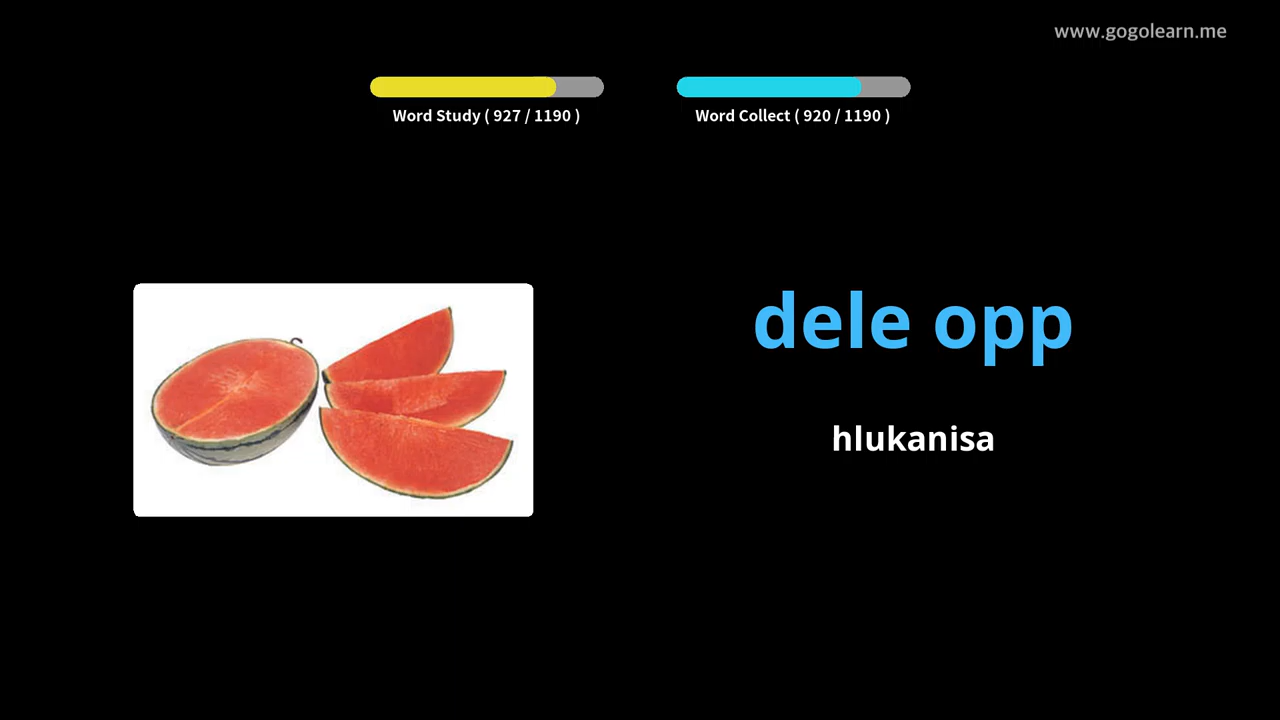 www.gogolearn.me
Word Study ( 927 / 1190 )
Word Collect ( 920 / 1190 )
dele opp
hlukanisa